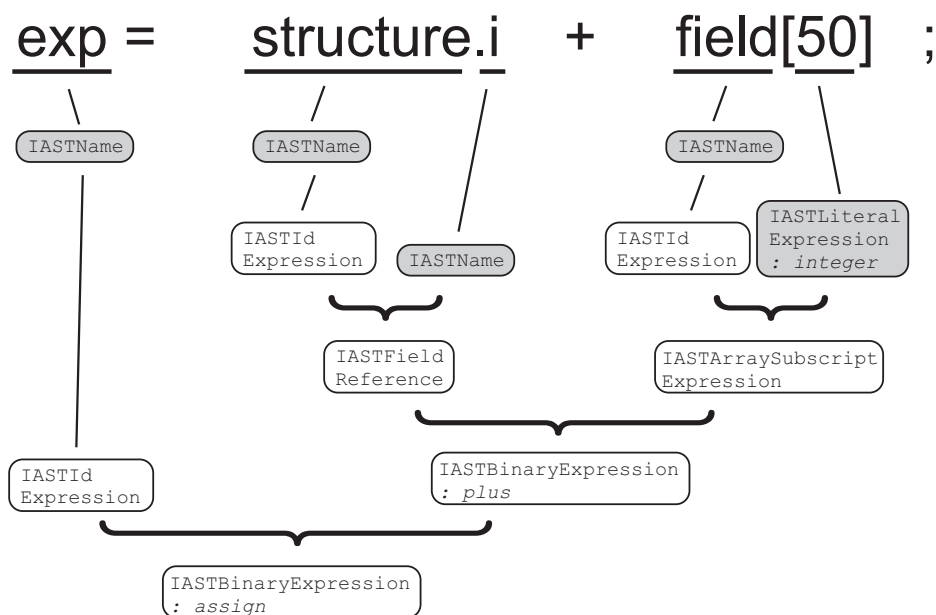 exp = structure.i + field[50] ;
IASTName
IASTName
IASTName
IASTId
Expression
IASTName
IASTId
Expression
IASTLiteral
Expression
: integer
IASTField
Reference
IASTArraySubscript
Expression
IASTId
Expression
IASTBinaryExpression
: plus
IASTBinaryExpression
: assign